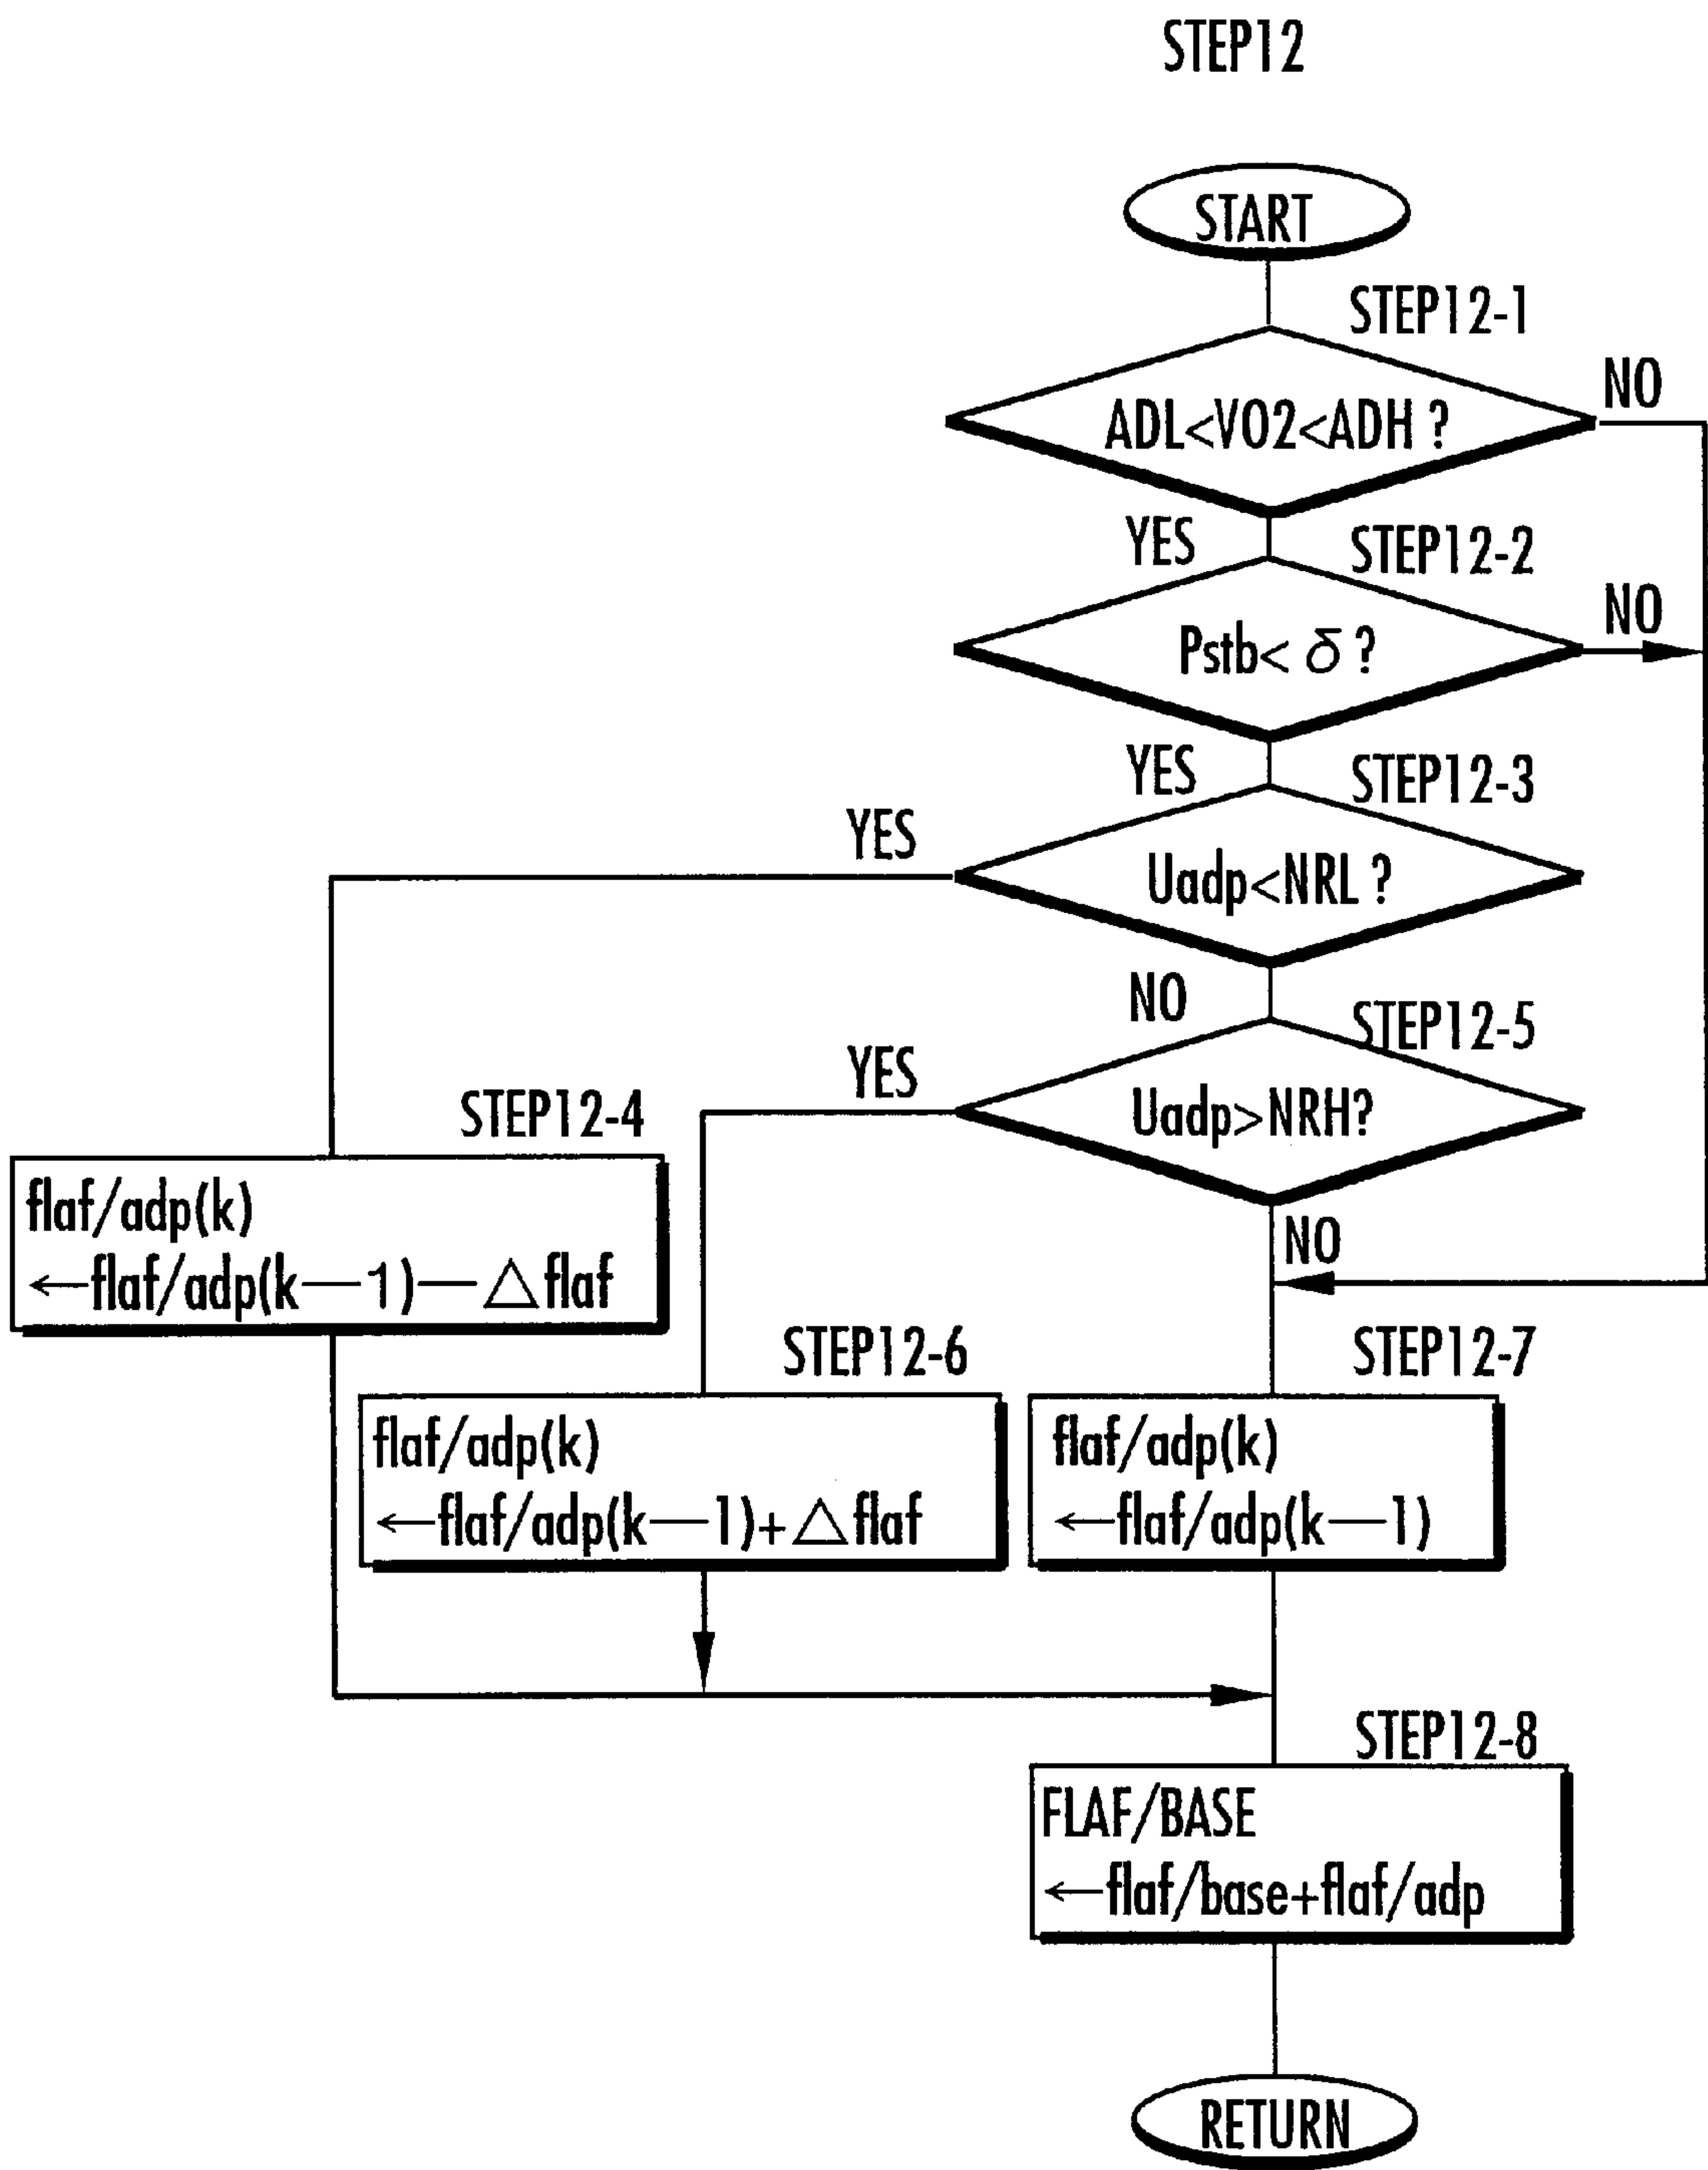 STEP12
START
STEP12-1
NO
ADL<VO2<ADH ?
YES
STEP12-2
NO
Pstb< δ ?
YES
STEP12-3
YES
Uadp<NRL ?
NO
STEP12-5
YES
Uadp>NRH?
STEP12-4
NO
flaf/adp(k)
←flaf/adp(k—1)—△flaf
STEP12-6
STEP12-7
flaf/adp(k)
←flaf/adp(k—1)+△flaf
flaf/adp(k)
←flaf/adp(k—1)
STEP12-8
FLAF/BASE
←flaf/base+flaf/adp
RETURN